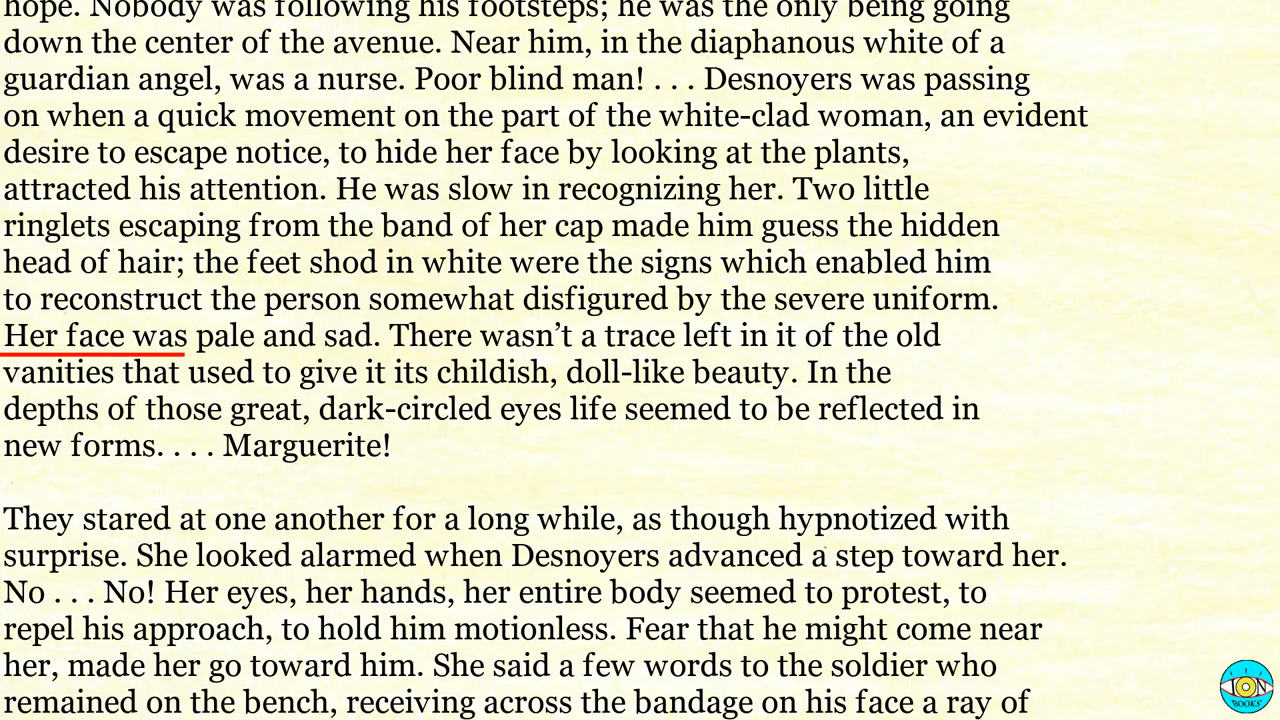 hope. Nobody was following his footsteps; he was the only being going
down the center of the avenue. Near him, in the diaphanous white of a
guardian angel, was a nurse. Poor blind man! . . . Desnoyers was passing
on when a quick movement on the part of the white-clad woman, an evident
desire to escape notice, to hide her face by looking at the plants,
attracted his attention. He was slow in recognizing her. Two little
ringlets escaping from the band of her cap made him guess the hidden
head of hair; the feet shod in white were the signs which enabled him
to reconstruct the person somewhat disfigured by the severe uniform.
Her face was pale and sad. There wasn’t a trace left in it of the old
vanities that used to give it its childish, doll-like beauty. In the
depths of those great, dark-circled eyes life seemed to be reflected in
new forms. . . . Marguerite!

They stared at one another for a long while, as though hypnotized with
surprise. She looked alarmed when Desnoyers advanced a step toward her.
No . . . No! Her eyes, her hands, her entire body seemed to protest, to
repel his approach, to hold him motionless. Fear that he might come near
her, made her go toward him. She said a few words to the soldier who
remained on the bench, receiving across the bandage on his face a ray of
ION
BOOKS